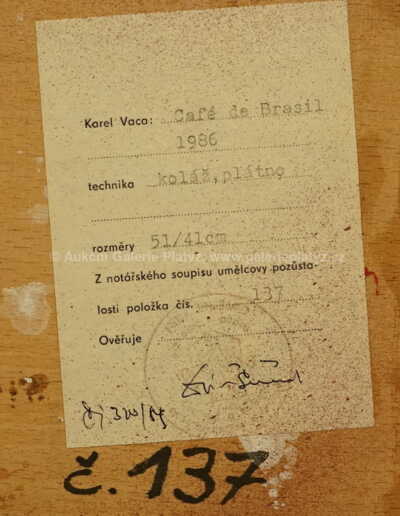 Karel Vaca: Café de Brasil
1986
technika koláž, plátno
© Aukční Galerie Platýz, www.galerieplatyz.cz
rozměry 51/41cm
Z notářského soupisu umělcovy pozůsta-
losti položka čís. 137
Ověřuje
č. 137